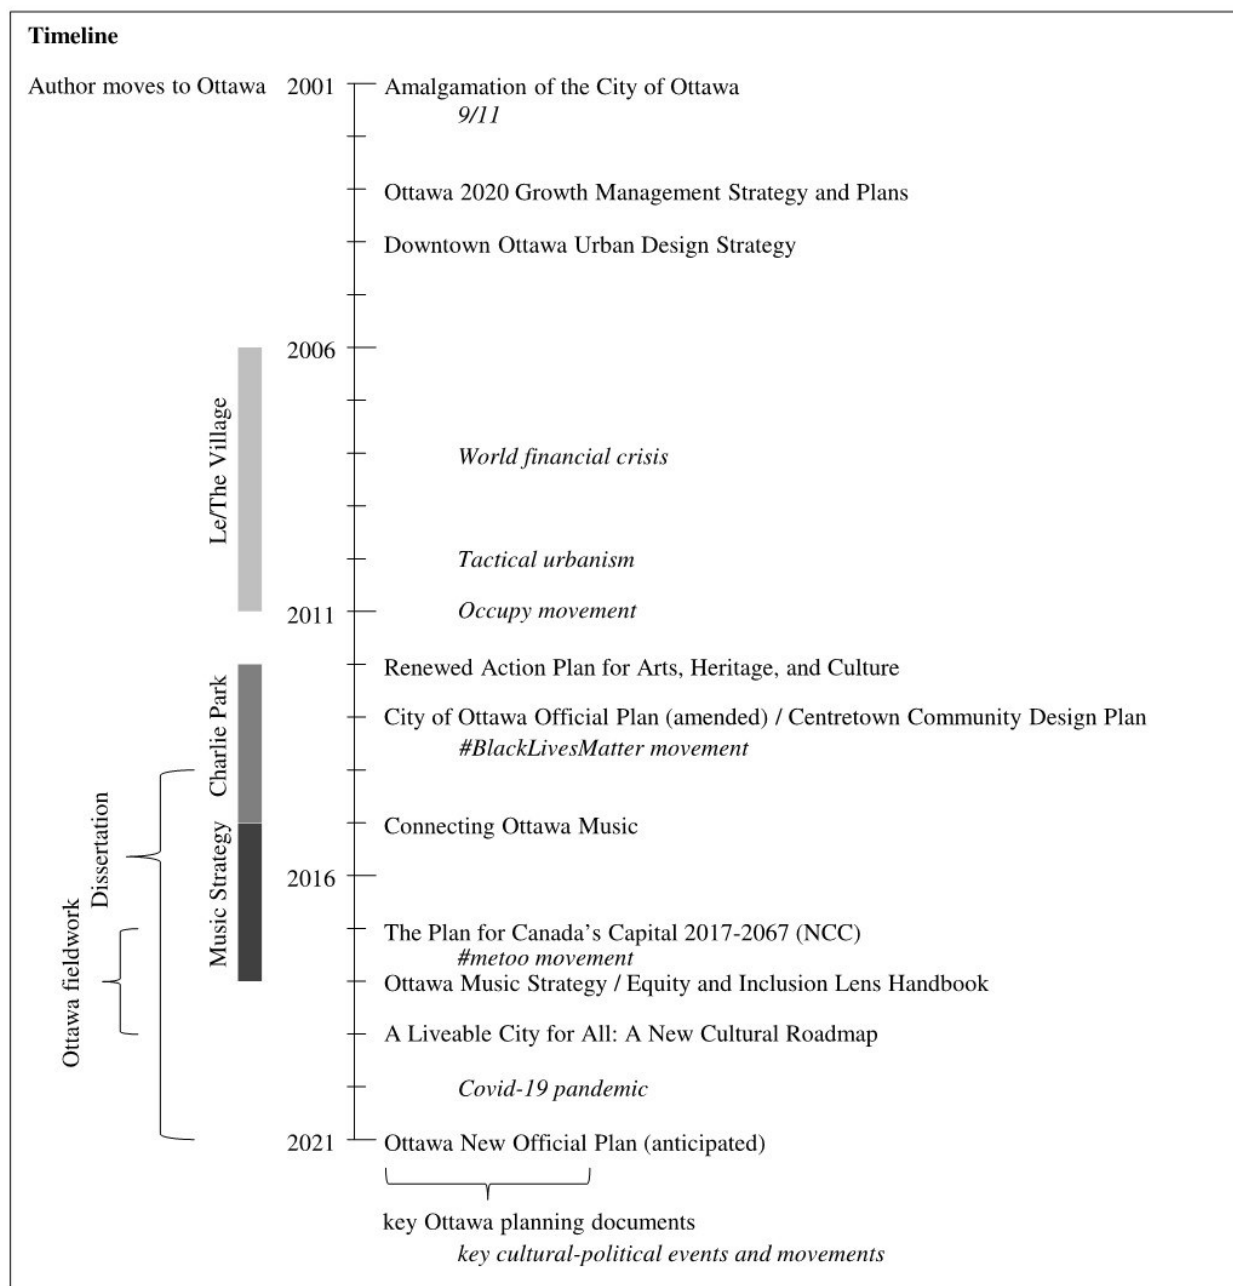 Timeline
Author moves to Ottawa 2001 Amalgamation of the City of Ottawa
9/11
Ottawa 2020 Growth Management Strategy and Plans
Downtown Ottawa Urban Design Strategy
2006
Le/The Village
World financial crisis
Tactical urbanism
2011 Occupy movement
Renewed Action Plan for Arts, Heritage, and Culture
Charlie Park
City of Ottawa Official Plan (amended) / Centretown Community Design Plan
#BlackLivesMatter movement
Dissertation
Connecting Ottawa Music
Music Strategy
2016
Ottawa fieldwork
The Plan for Canada's Capital 2017-2067 (NCC)
#metoo movement
Ottawa Music Strategy / Equity and Inclusion Lens Handbook
A Liveable City for All: A New Cultural Roadmap
Covid-19 pandemic
2021 Ottawa New Official Plan (anticipated)
key Ottawa planning documents
key cultural-political events and movements